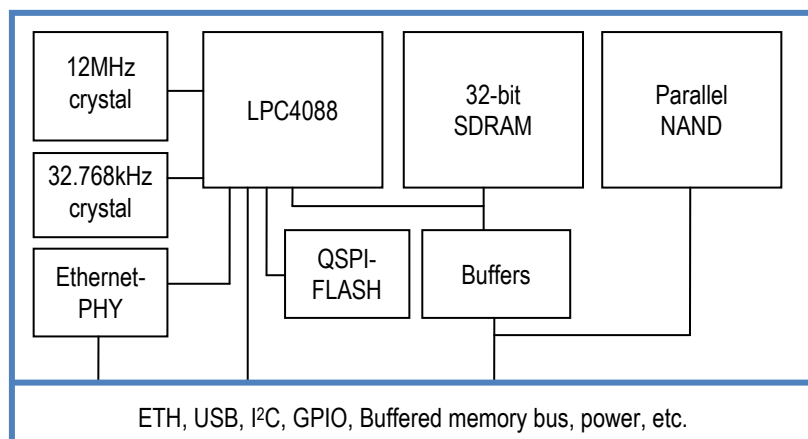 12MHz
crystal
LPC4088
32-bit
SDRAM
Parallel
NAND
32.768kHz
crystal
Ethernet-
PHY
QSPI-
FLASH
Buffers
ETH, USB, I²C, GPIO, Buffered memory bus, power, etc.